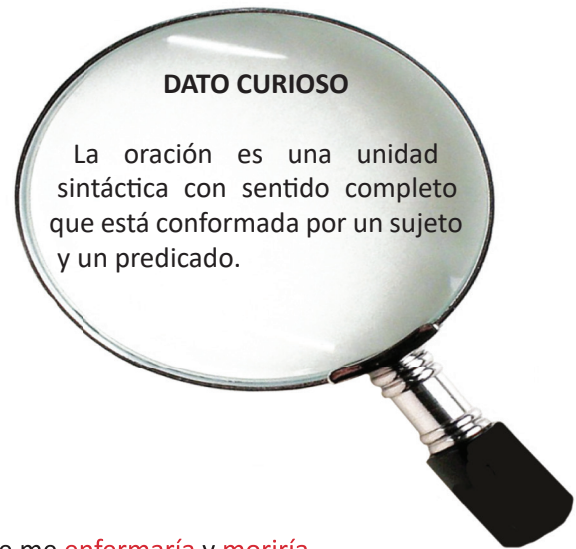 DATO CURIOSO
La oración es una unidad
sintáctica con sentido completo
que está conformada por un sujeto
y un predicado.
me enfermaría y moriría